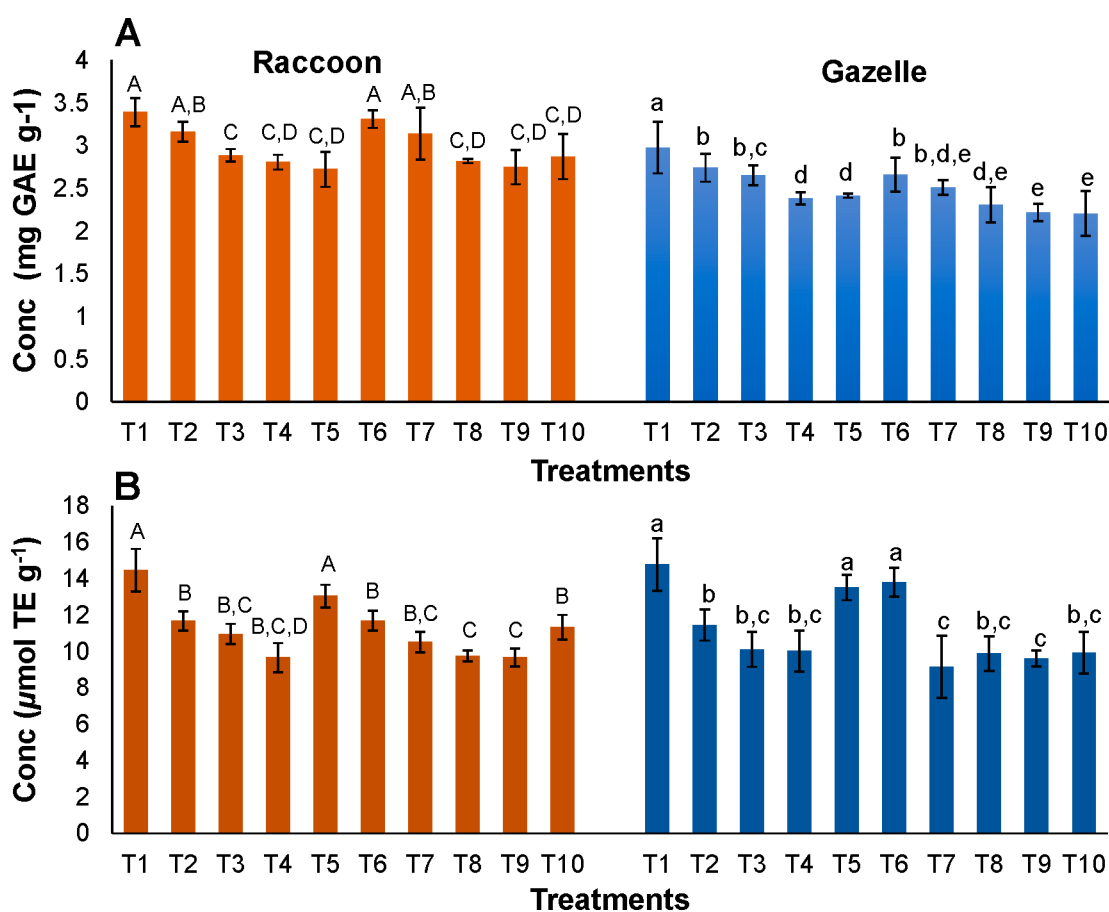 A
Raccoon
Gazelle
Conc (mg GAE g-1)
4
3.5
3
2.5
2
1.5
1
0.5
0
A
A,B
C
C,D
C,D
A
A,B
C,D
C,D
C,D
a
b
b,c
d
d
b
b,d,e
d,e
e
e
T1 T2 T3 T4 T5 T6 T7 T8 T9 T10 T1 T2 T3 T4 T5 T6 T7 T8 T9 T10
Treatments
B
Conc (µmol TE g⁻¹)
18
16
14
12
10
8
6
4
2
0
A
B
B,C
B,C,D
A
B
B,C
C
C
B
a
b
b,c
b,c
a
a
c
b,c
c
b,c
T1 T2 T3 T4 T5 T6 T7 T8 T9 T10 T1 T2 T3 T4 T5 T6 T7 T8 T9 T10
Treatments